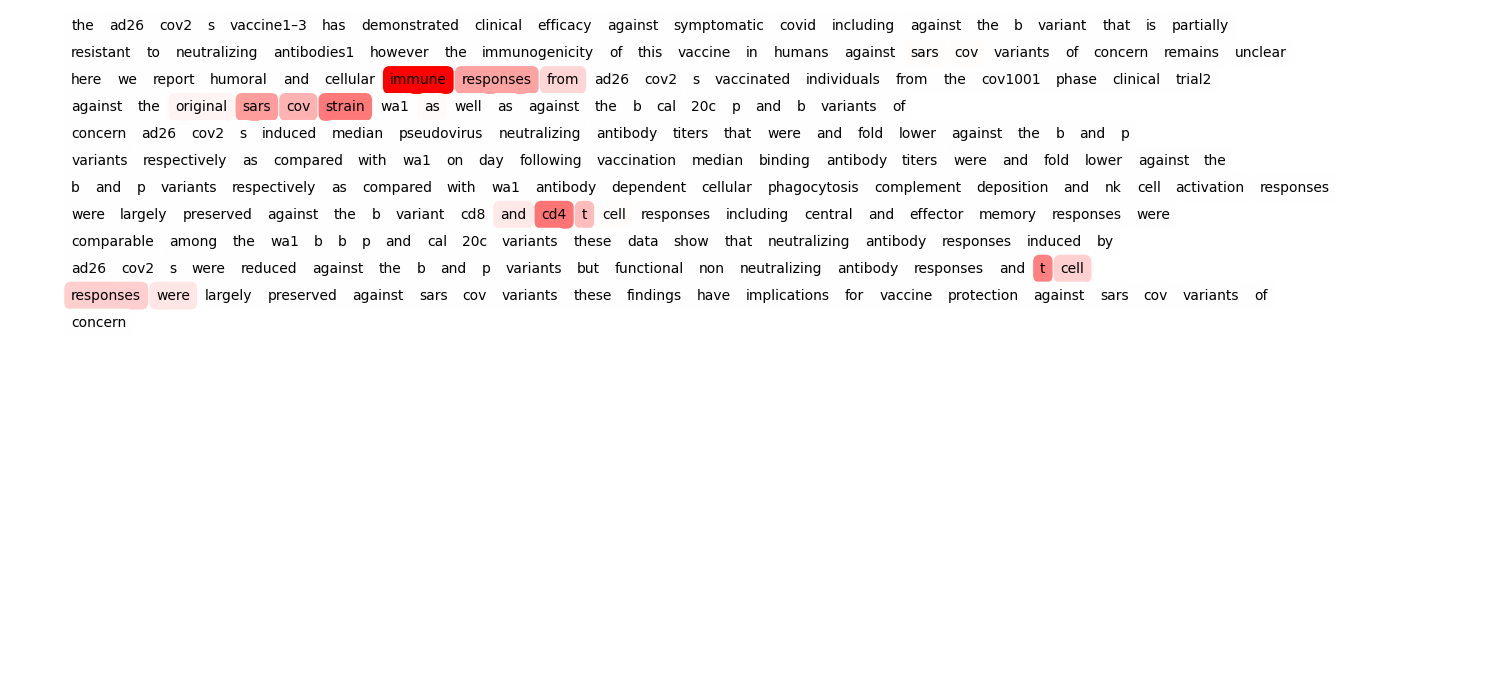 the ad26 cov2 s vaccine1–3 has demonstrated clinical efficacy against symptomatic covid including against the b variant that is partially
resistant to neutralizing antibodies1 however the immunogenicity of this vaccine in humans against sars cov variants of concern remains unclear
here we report humoral and cellular immune responses from ad26 cov2 s vaccinated individuals from the cov1001 phase clinical trial2
against the original sars cov strain wa1 as well as against the b cal 20c p and b variants of
concern ad26 cov2 s induced median pseudovirus neutralizing antibody titers that were and fold lower against the b and p
variants respectively as compared with wa1 on day following vaccination median binding antibody titers were and fold lower against the
b and p variants respectively as compared with wa1 antibody dependent cellular phagocytosis complement deposition and nk cell activation responses
were largely preserved against the b variant cd8 and cd4 t cell responses including central and effector memory responses were
comparable among the wa1 b b p and cal 20c variants these data show that neutralizing antibody responses induced by
ad26 cov2 s were reduced against the b and p variants but functional non neutralizing antibody responses and t cell
responses were largely preserved against sars cov variants these findings have implications for vaccine protection against sars cov variants of
concern